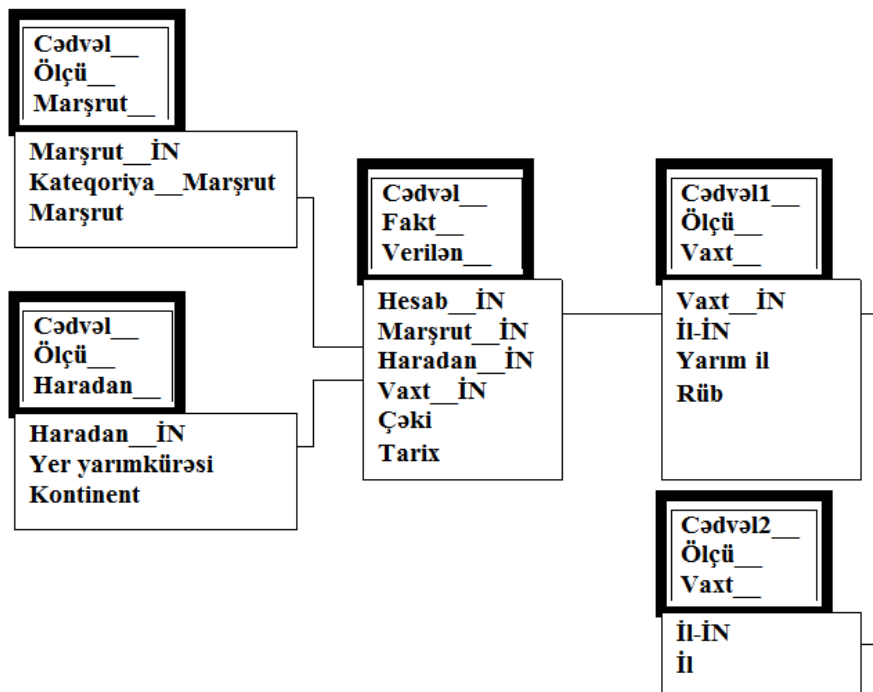 Cədvəl__
Ölçü__
Marşrut__
Marşrut__İN
Kateqoriya__Marşrut
Marşrut
Cədvəl__
Ölçü__
Haradan__
Haradan__İN
Yer yarımkürəsi
Kontinent
Cədvəl__
Fakt__
Verilən__
Hesab__İN
Marşrut__İN
Haradan__İN
Vaxt__İN
Çəki
Tarix
Cədvəl1__
Ölçü__
Vaxt__
Vaxt__İN
İl-İN
Yarım il
Rüb
Cədvəl2__
Ölçü__
Vaxt__
İl-İN
İl